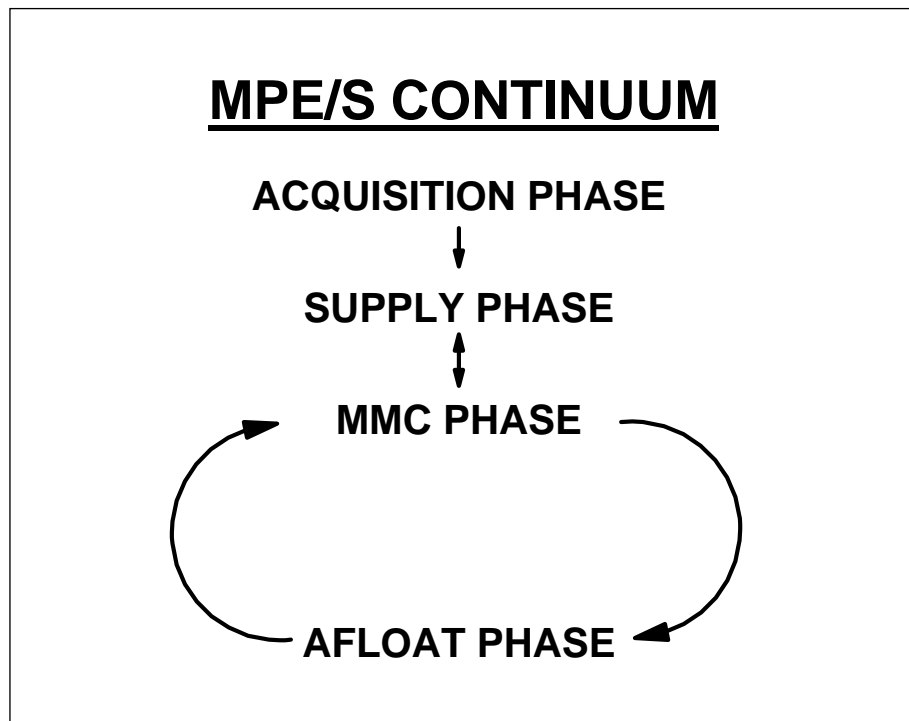 MPE/S CONTINUUM
ACQUISITION PHASE
SUPPLY PHASE
MMC PHASE
AFLOAT PHASE